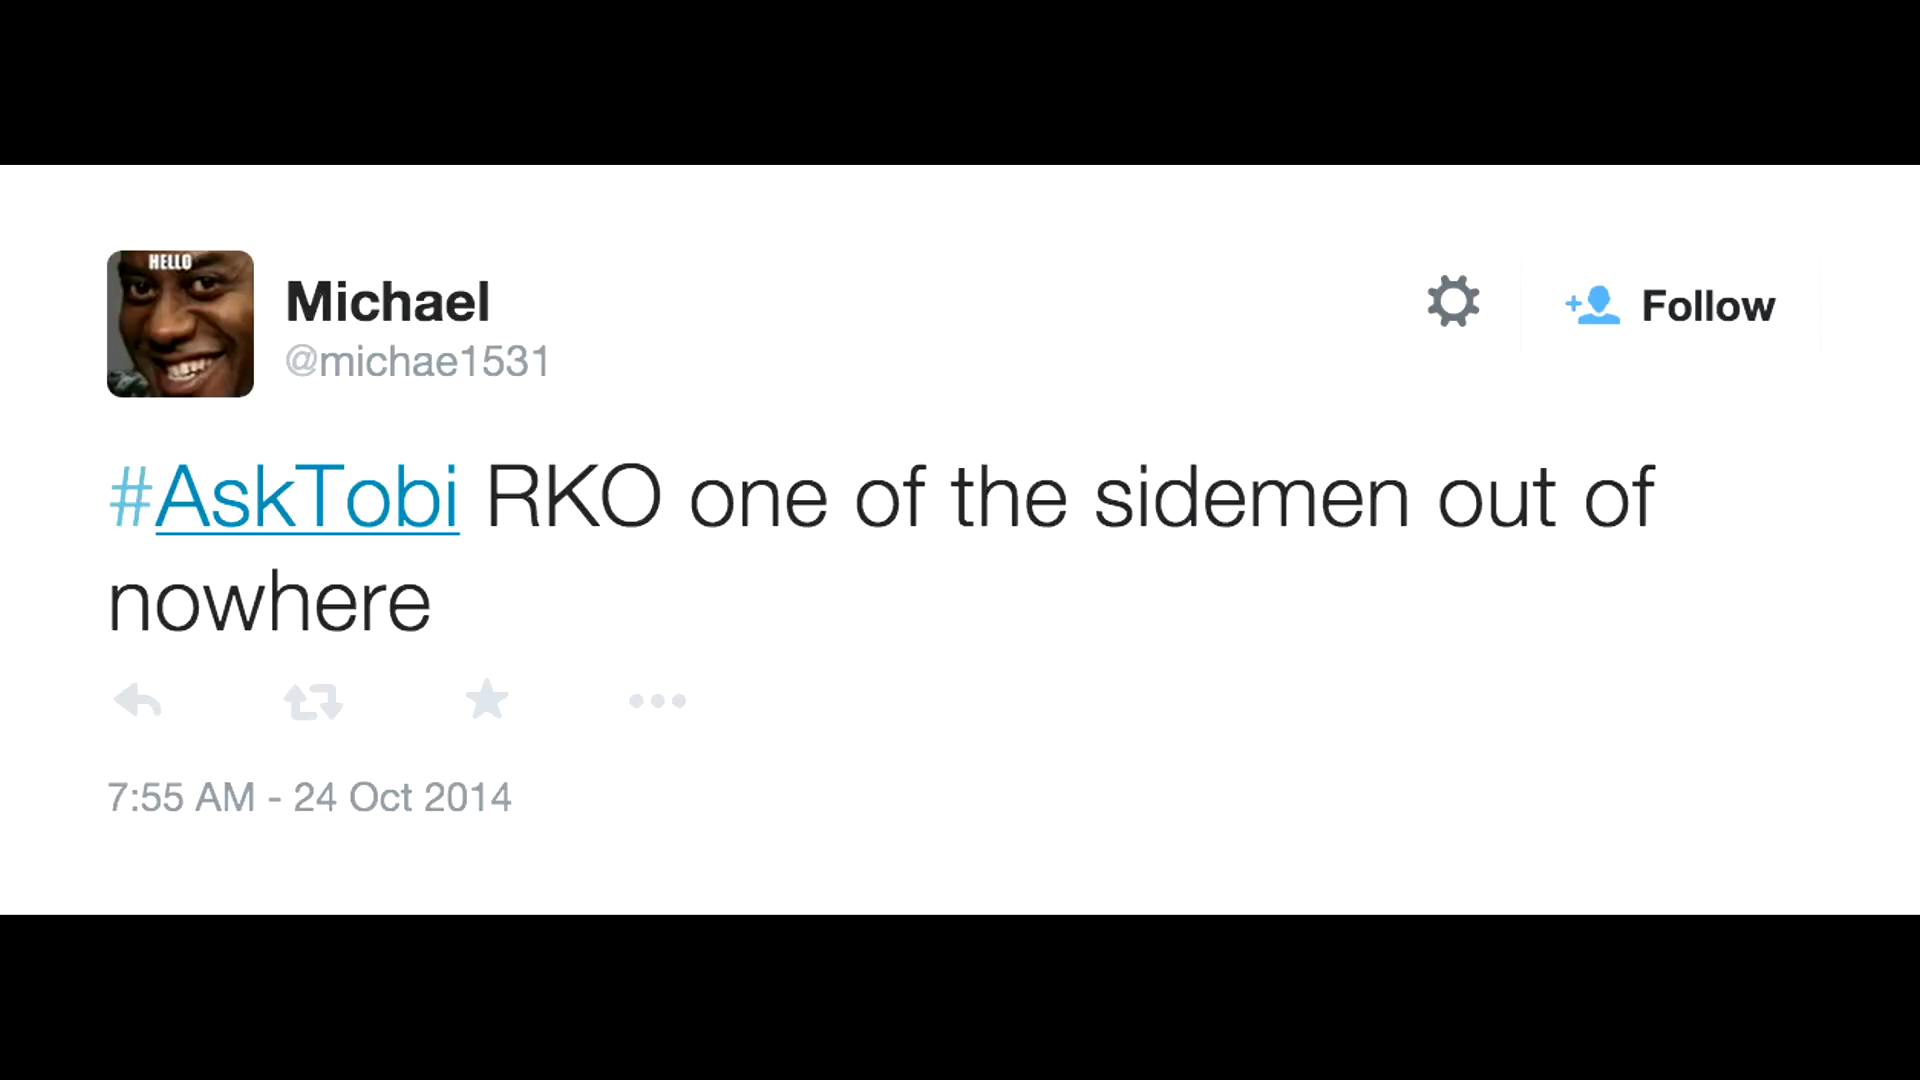 HELLO
Michael
@michae1531
Follow
#AskTobi RKO one of the sidemen out of
nowhere
7:55 AM - 24 Oct 2014